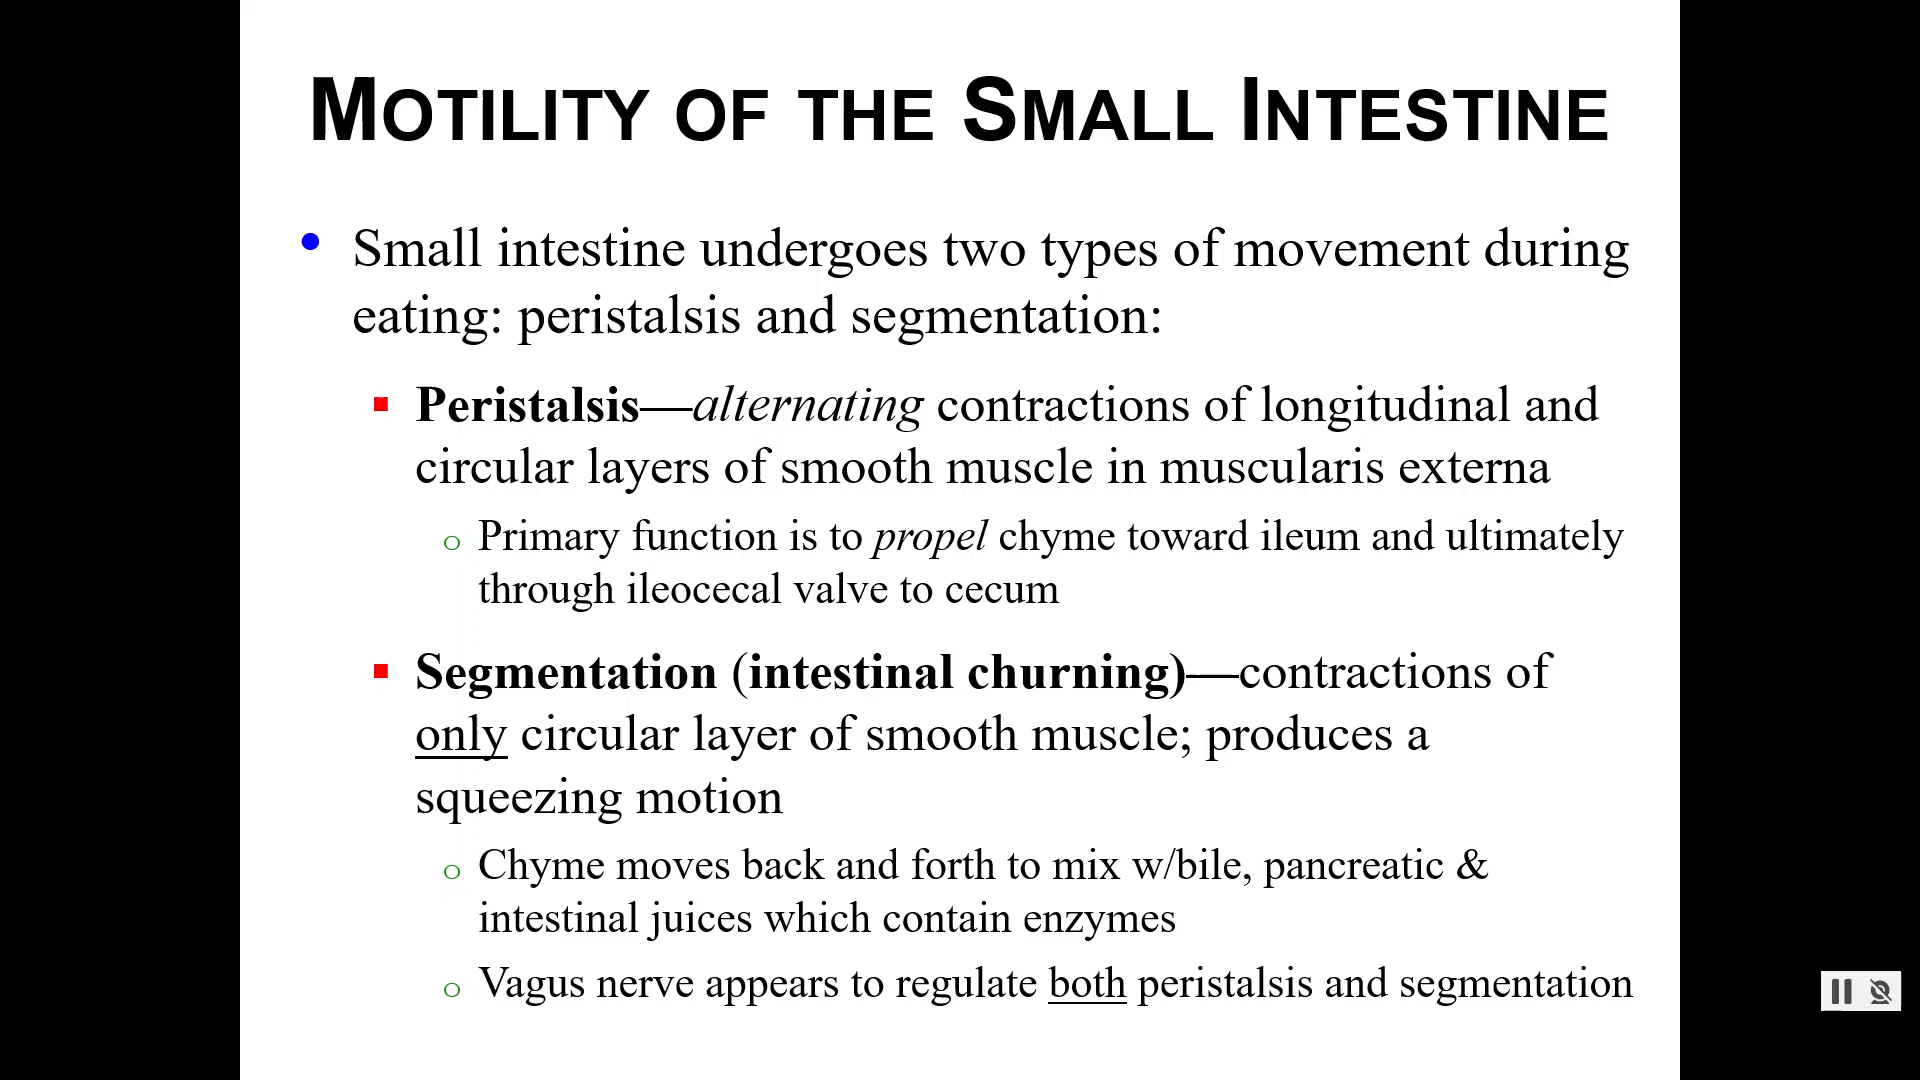 MOTILITY OF THE SMALL INTESTINE
• Small intestine undergoes two types of movement during
eating: peristalsis and segmentation:
▪ Peristalsis—alternating contractions of longitudinal and
circular layers of smooth muscle in muscularis externa
o Primary function is to propel chyme toward ileum and ultimately
through ileocecal valve to cecum
▪ Segmentation (intestinal churning)—contractions of
only circular layer of smooth muscle; produces a
squeezing motion
o Chyme moves back and forth to mix w/bile, pancreatic &
intestinal juices which contain enzymes
o Vagus nerve appears to regulate both peristalsis and segmentation